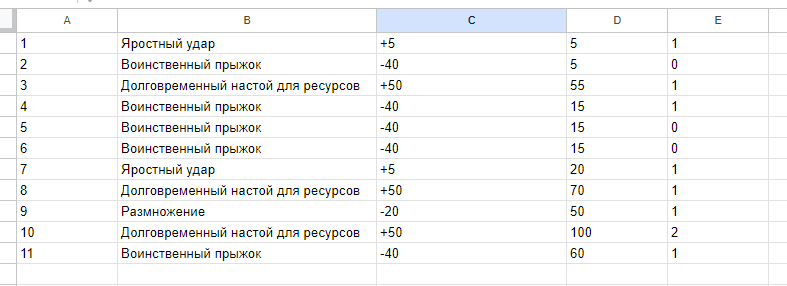 A B C D E
1 Яростный удар +5 5 1
2 Воинственный прыжок -40 5 0
3 Долговременный настой для ресурсов +50 55 1
4 Воинственный прыжок -40 15 1
5 Воинственный прыжок -40 15 0
6 Воинственный прыжок -40 15 0
7 Яростный удар +5 20 1
8 Долговременный настой для ресурсов +50 70 1
9 Размножение -20 50 1
10 Долговременный настой для ресурсов +50 100 2
11 Воинственный прыжок -40 60 1